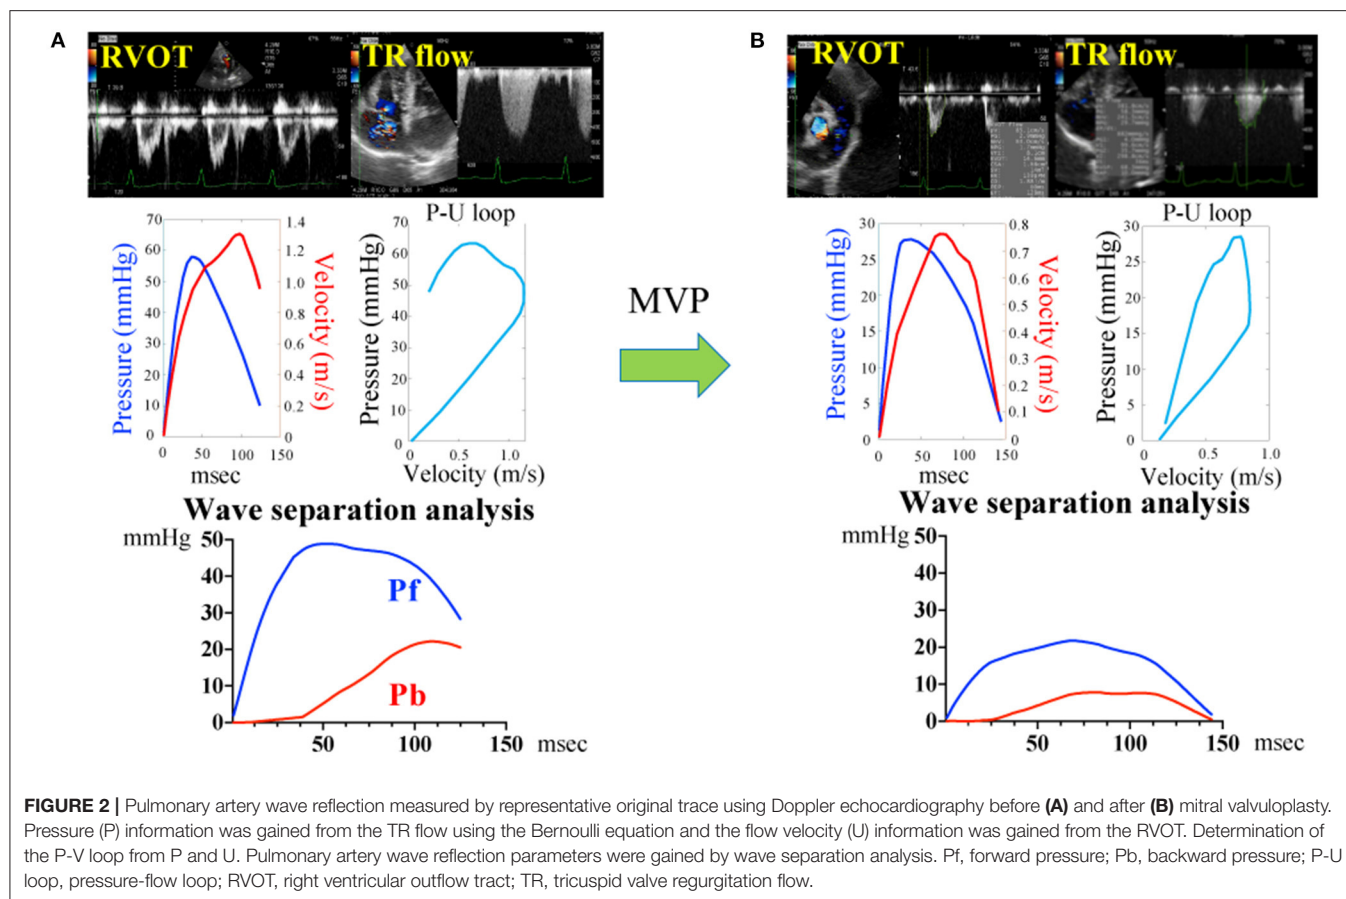 A
RVOT
TR flow
B
RVOT
TR flow
P-U loop
Pressure (mmHg)
70
60
50
40
30
20
10
0
1.4
1.2
1.0
0.8
0.6
0.4
0.2
0
Velocity (m/s)
0
50
100
150
msec
Pressure (mmHg)
70
60
50
40
30
20
10
0
0
0.5
1.0
Velocity (m/s)
MVP
P-U loop
Pressure (mmHg)
30
25
20
15
10
5
0
0.8
0.7
0.6
0.5
0.4
0.3
0.2
0.1
0
Velocity (m/s)
0
50
100
150
msec
Pressure (mmHg)
30
25
20
15
10
5
0
0
0.5
1.0
Velocity (m/s)
Wave separation analysis
mmHg
50
40
30
20
10
0
Pf
Pb
50
100
150
msec
Wave separation analysis
mmHg
50
40
30
20
10
0
50
100
150
msec
FIGURE 2 | Pulmonary artery wave reflection measured by representative original trace using Doppler echocardiography before (A) and after (B) mitral valvuloplasty.
Pressure (P) information was gained from the TR flow using the Bernoulli equation and the flow velocity (U) information was gained from the RVOT. Determination of
the P-V loop from P and U. Pulmonary artery wave reflection parameters were gained by wave separation analysis. Pf, forward pressure; Pb, backward pressure; P-U
loop, pressure-flow loop; RVOT, right ventricular outflow tract; TR, tricuspid valve regurgitation flow.